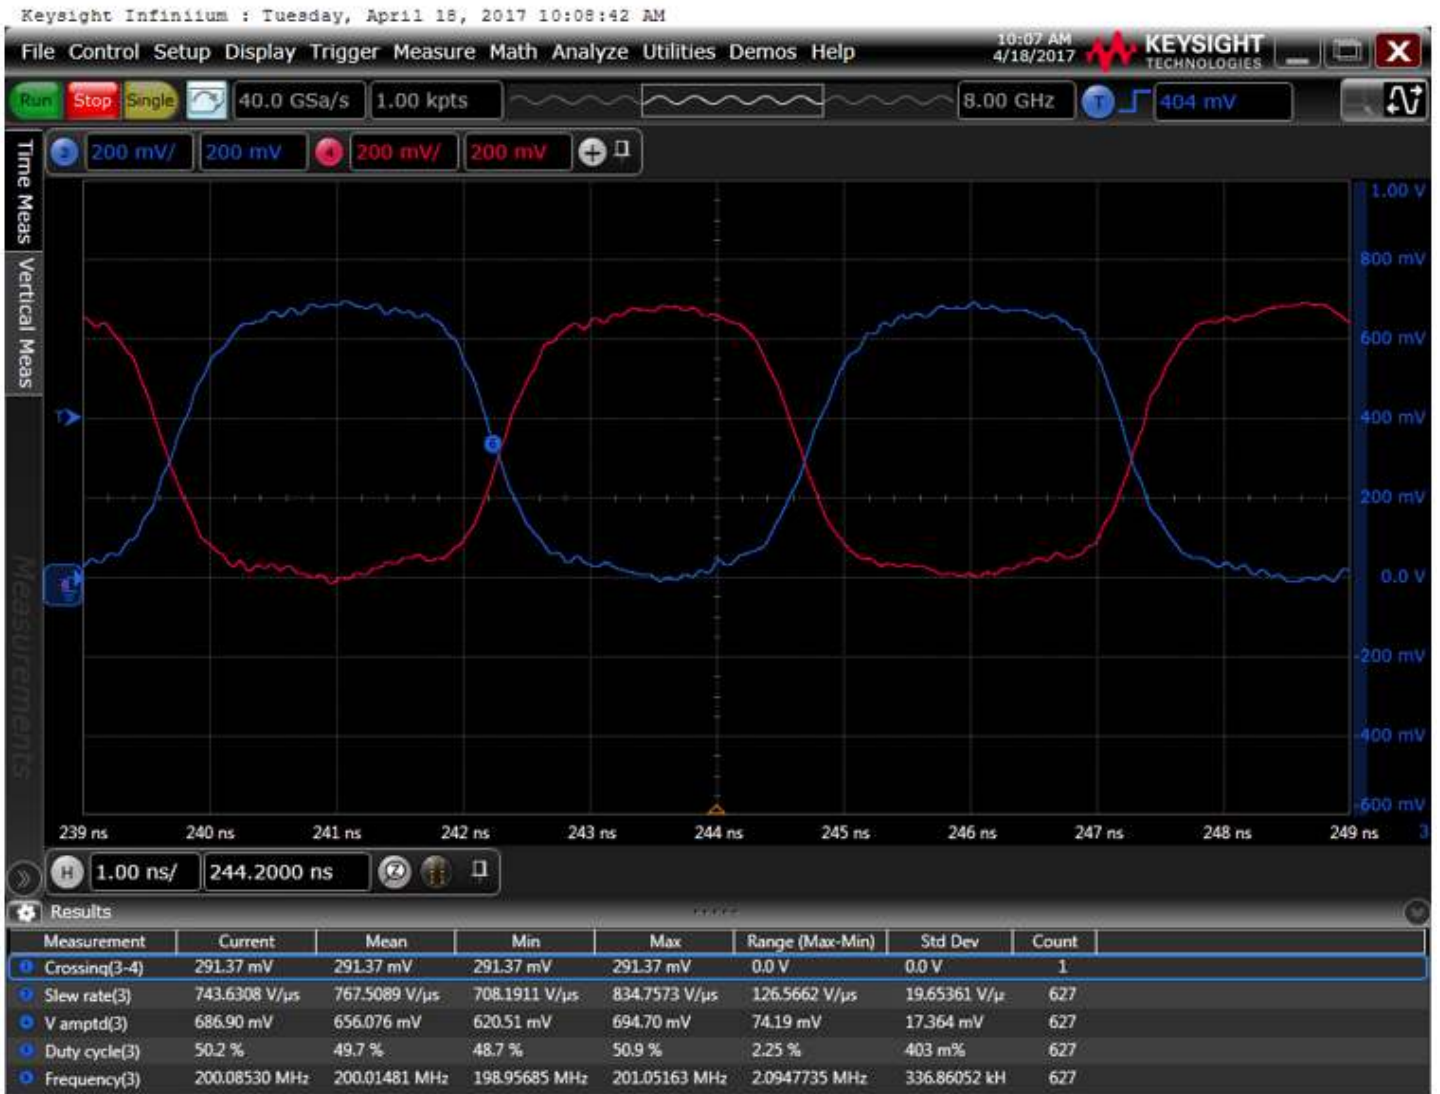 Keysight Infiniium : Tuesday, April 18, 2017 10:08:42 AM
File Control Setup Display Trigger Measure Math Analyze Utilities Demos Help 10:07 AM 4/18/2017 KEYSIGHT TECHNOLOGIES
Run Stop Single 40.0 GSa/s 1.00 kpts 8.00 GHz T 404 mV
3 200 mV/ 200 mV 4 200 mV/ 200 mV
Time Meas
Vertical Meas
Measurements
1.00 V
800 mV
600 mV
T 400 mV
200 mV
0.0 V
-200 mV
-400 mV
-600 mV
239 ns 240 ns 241 ns 242 ns 243 ns 244 ns 245 ns 246 ns 247 ns 248 ns 249 ns 3
H 1.00 ns/ 244.2000 ns Z
Results
Measurement Current Mean Min Max Range (Max-Min) Std Dev Count
Crossing(3-4) 291.37 mV 291.37 mV 291.37 mV 291.37 mV 0.0 V 0.0 V 1
Slew rate(3) 743.6308 V/µs 767.5089 V/µs 708.1911 V/µs 834.7573 V/µs 126.5662 V/µs 19.65361 V/µ 627
V amptd(3) 686.90 mV 656.076 mV 620.51 mV 694.70 mV 74.19 mV 17.364 mV 627
Duty cycle(3) 50.2 % 49.7 % 48.7 % 50.9 % 2.25 % 403 m% 627
Frequency(3) 200.08530 MHz 200.01481 MHz 198.95685 MHz 201.05163 MHz 2.0947735 MHz 336.86052 kH 627